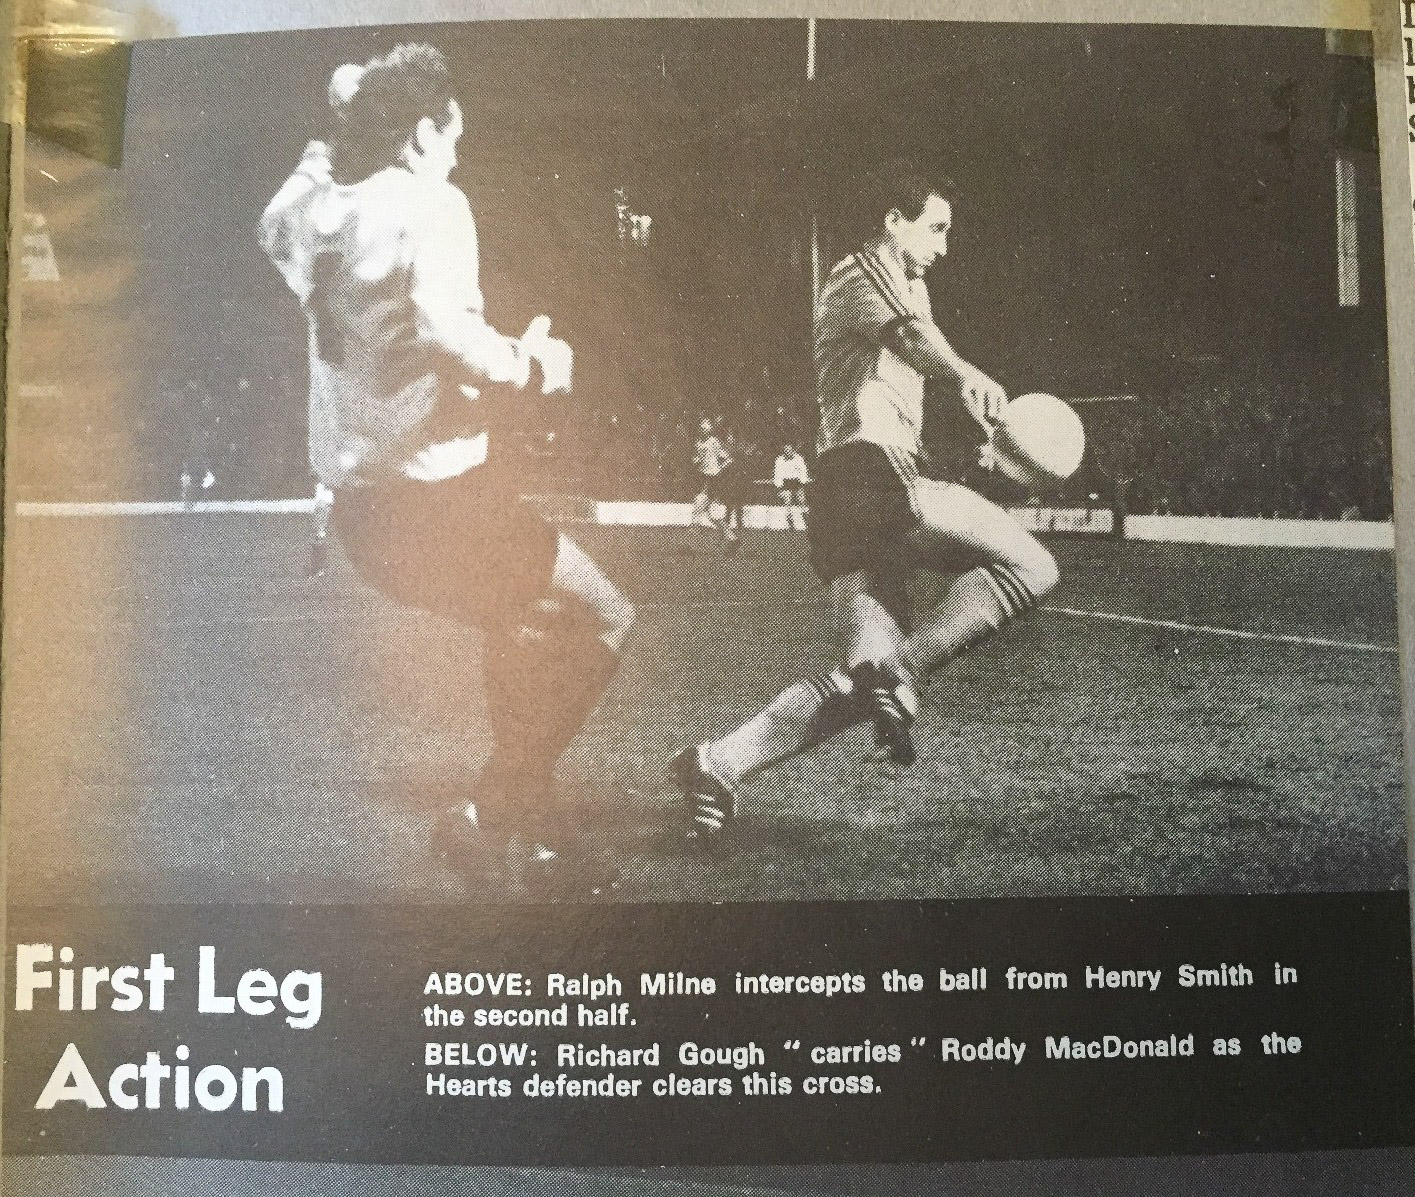 First Leg
Action
ABOVE: Ralph Milne intercepts the ball from Henry Smith in
the second half.
BELOW: Richard Gough "carries" Roddy MacDonald as the
Hearts defender clears this cross.